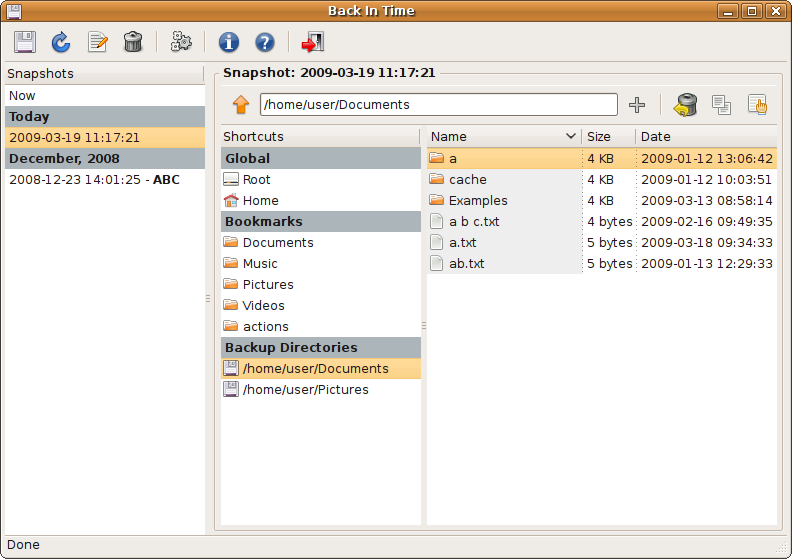 Back In Time
Snapshots
Now
Today
2009-03-19 11:17:21
December, 2008
2008-12-23 14:01:25 - ABC
Snapshot: 2009-03-19 11:17:21
/home/user/Documents
Shortcuts
Global
Root
Home
Bookmarks
Documents
Music
Pictures
Videos
actions
Backup Directories
/home/user/Documents
/home/user/Pictures
Name Size Date
a 4 KB 2009-01-12 13:06:42
cache 4 KB 2009-01-12 10:03:51
Examples 4 KB 2009-03-13 08:58:14
a b c.txt 4 bytes 2009-02-16 09:49:35
a.txt 5 bytes 2009-03-18 09:34:33
ab.txt 5 bytes 2009-01-13 12:29:33
Done